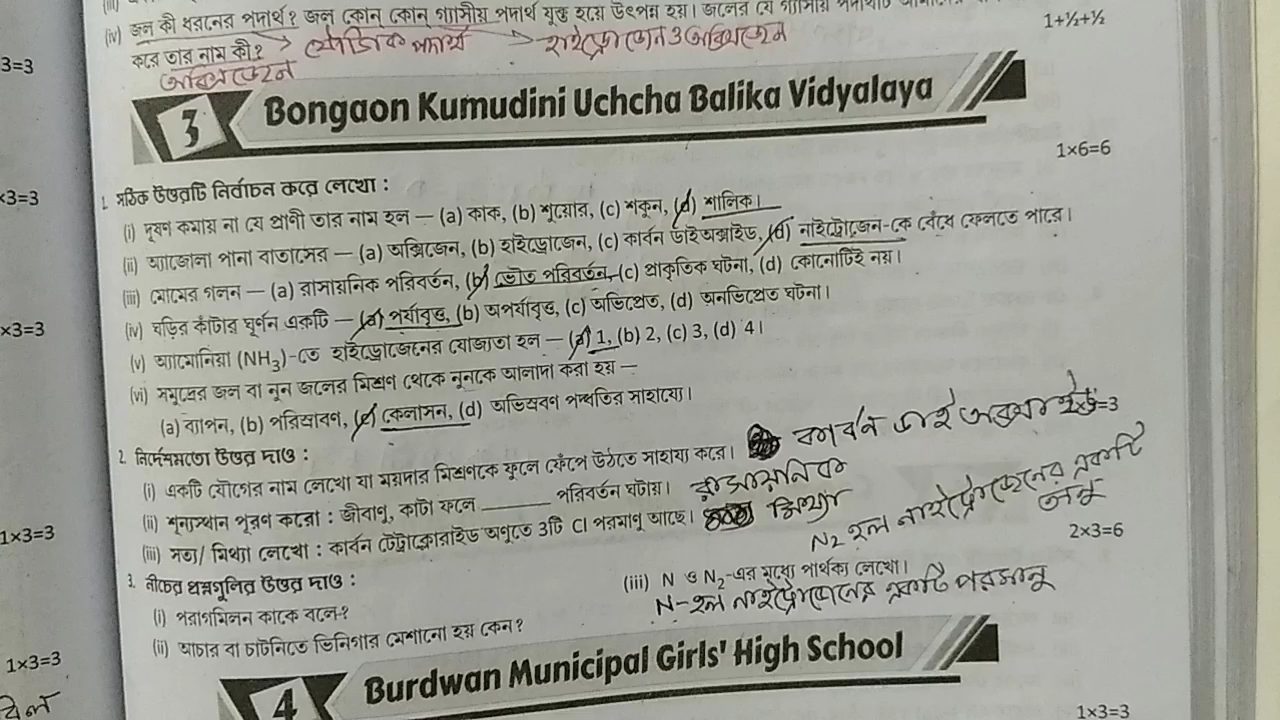 (iv) জল কী ধরনের পদার্থ? জল কোন্ কোন্ গ্যাসীয় পদার্থ যুক্ত হয়ে উৎপন্ন হয়। জলের যে গ্যাসীয়
করে তার নাম কী? যৌগিক পদার্থ হাইড্রোজেন ও অক্সিজেন
1+½+½
অক্সিজেন
3=3
3 Bongaon Kumudini Uchcha Balika Vidyalaya
1. সঠিক উত্তরটি নির্বাচন করে লেখো : 1×6=6
×3=3
(i) দূষণ কমায় না যে প্রাণী তার নাম হল — (a) কাক, (b) শুয়োর, (c) শকুন, (d) শালিক।
(ii) অ্যাজোলা পানা বাতাসের — (a) অক্সিজেন, (b) হাইড্রোজেন, (c) কার্বন ডাইঅক্সাইড, (d) নাইট্রোজেন-কে বেঁধে ফেলতে পারে।
(iii) মোমের গলন — (a) রাসায়নিক পরিবর্তন, (b) ভৌত পরিবর্তন, (c) প্রাকৃতিক ঘটনা, (d) কোনোটিই নয়।
×3=3
(iv) ঘড়ির কাঁটার ঘূর্ণন একটি — (a) পর্যাবৃত্ত, (b) অপর্যাবৃত্ত, (c) অভিপ্রেত, (d) অনভিপ্রেত ঘটনা।
(v) অ্যামোনিয়া (NH3)-তে হাইড্রোজেনের যোজ্যতা হল — (a) 1, (b) 2, (c) 3, (d) 4।
(vi) সমুদ্রের জল বা নুন জলের মিশ্রণ থেকে নুনকে আলাদা করা হয় —
(a) ব্যাপন, (b) পরিস্রাবণ, (c) কেলাসন, (d) অভিস্রবণ পদ্ধতির সাহায্যে।
2. নির্দেশমতো উত্তর দাও :
(i) একটি যৌগের নাম লেখো যা ময়দার মিশ্রণকে ফুলে ফেঁপে উঠতে সাহায্য করে। কার্বন ডাই অক্সাইড
(ii) শূন্যস্থান পূরণ করো : জীবাণু, কাটা ফলে ______ পরিবর্তন ঘটায়। রাসায়নিক
(iii) সত্য/ মিথ্যা লেখো : কার্বন টেট্রাক্লোরাইড অণুতে 3টি Cl পরমাণু আছে। মিথ্যা
1×3=3
N2 হল নাইট্রোজেনের একটি
অনু
3. নীচের প্রশ্নগুলির উত্তর দাও : 2×3=6
(i) পরাগমিলন কাকে বলে?
(iii) N ও N2-এর মধ্যে পার্থক্য লেখো।
N-হল নাইট্রোজেনের একটি পরমানু
(ii) আচার বা চাটনিতে ভিনিগার মেশানো হয় কেন?
1×3=3
4 Burdwan Municipal Girls' High School
1×3=3